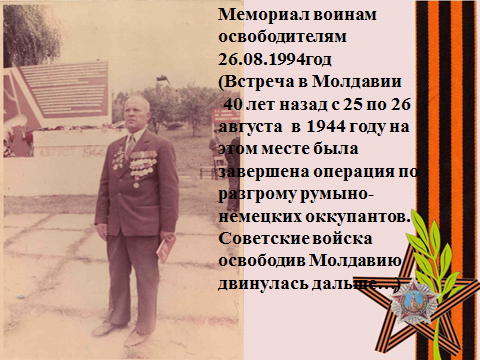 Мемориал воинам
освободителям
26.08.1994год
(Встреча в Молдавии
40 лет назад с 25 по 26
августа в 1944 году на
этом месте была
завершена операция по
разгрому румыно-
немецких оккупантов.
Советские войска
освободив Молдавию
двинулась дальше…)